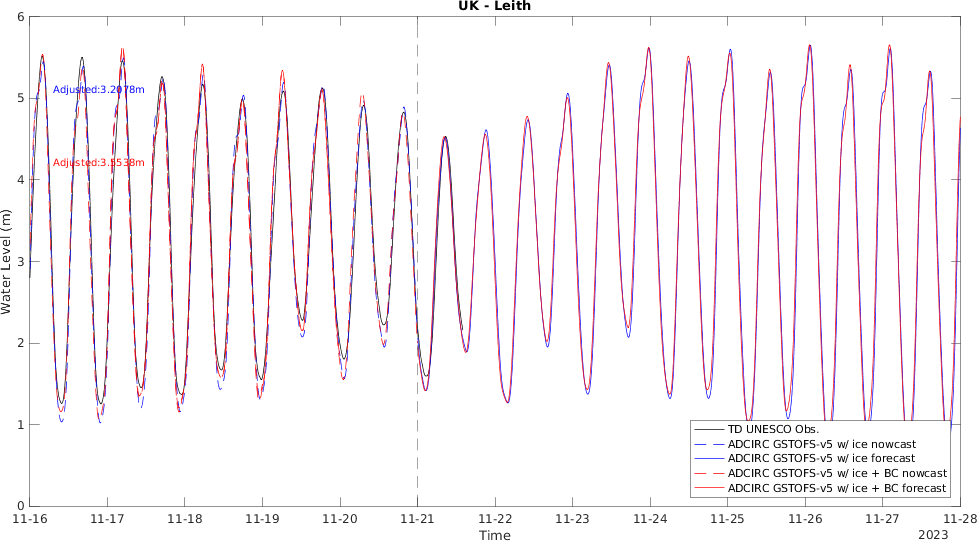 UK - Leith
6
5
4
3
2
1
0
Water Level (m)
Adjusted:3.2078m
Adjusted:3.5538m
TD UNESCO Obs.
ADCIRC GSTOFS-v5 w/ ice nowcast
ADCIRC GSTOFS-v5 w/ ice forecast
ADCIRC GSTOFS-v5 w/ ice + BC nowcast
ADCIRC GSTOFS-v5 w/ ice + BC forecast
11-16 11-17 11-18 11-19 11-20 11-21 11-22 11-23 11-24 11-25 11-26 11-27 11-28
Time
2023